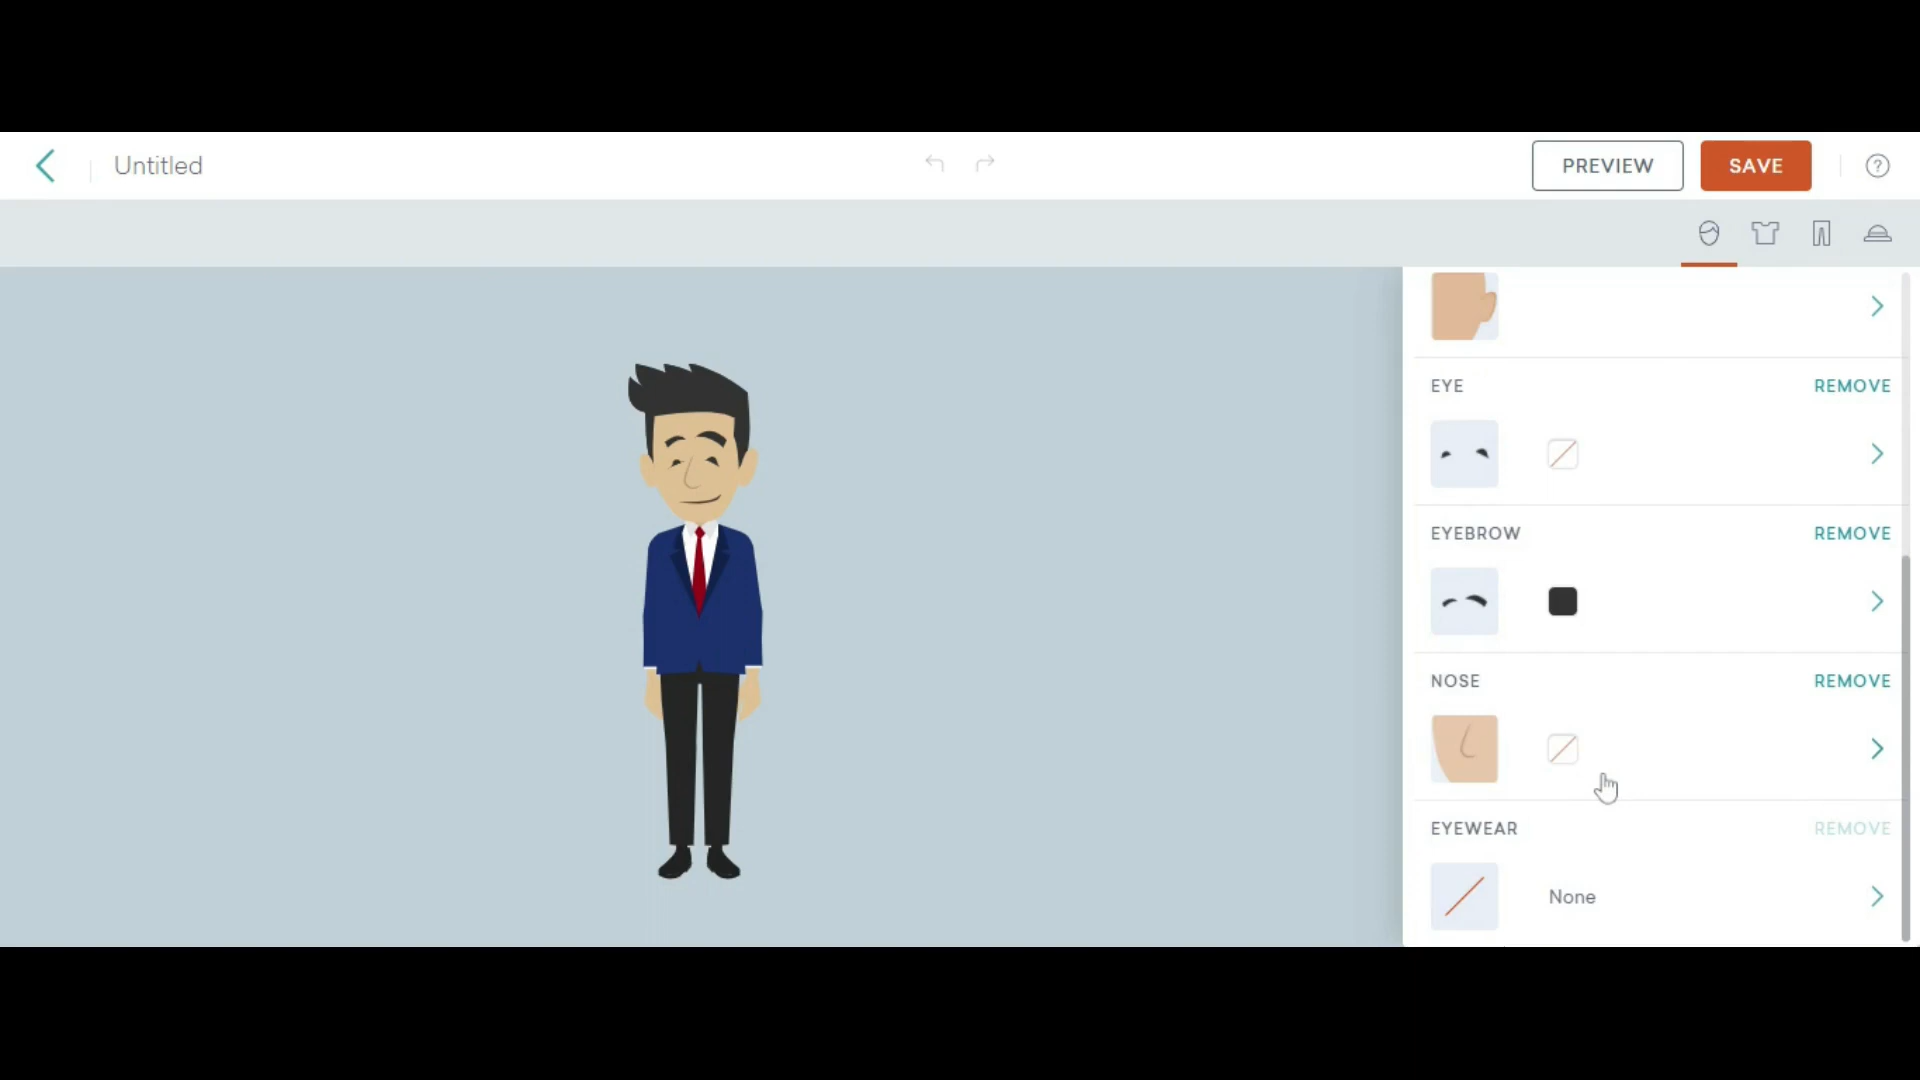 Untitled
PREVIEW
SAVE
?
EYE
REMOVE
EYEBROW
REMOVE
NOSE
REMOVE
EYEWEAR
REMOVE
None